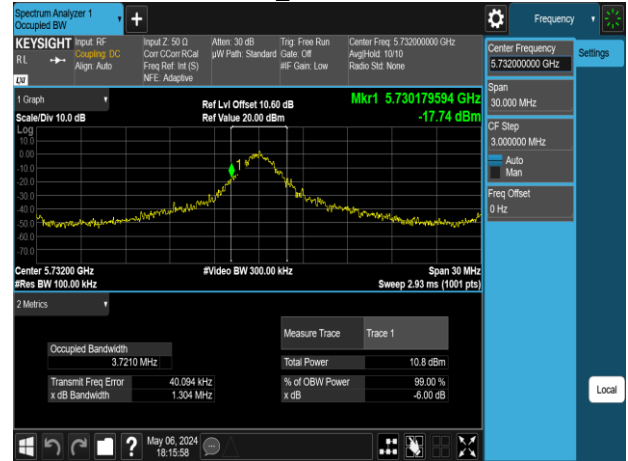 Spectrum Analyzer 1
Occupied BW
+
Frequency
KEYSIGHT
Input: RF
Coupling: DC
Align: Auto
RL
LXI
Input Z: 50 Ω
Corr CCorr RCal
Freq Ref: Int (S)
NFE: Adaptive
Atten: 30 dB
µW Path: Standard
Trig: Free Run
Gate: Off
#IF Gain: Low
Center Freq: 5.732000000 GHz
Avg|Hold: 10/10
Radio Std: None
Center Frequency
5.732000000 GHz
Settings
Span
30.000 MHz
CF Step
3.000000 MHz
Auto
Man
Freq Offset
0 Hz
Local
1 Graph
Scale/Div 10.0 dB
Ref Lvl Offset 10.60 dB
Ref Value 20.00 dBm
Mkr1 5.730179594 GHz
-17.74 dBm
Log
10.0
0.00
-10.0
-20.0
-30.0
-40.0
-50.0
-60.0
-70.0
1
Center 5.73200 GHz
#Video BW 300.00 kHz
Span 30 MHz
#Res BW 100.00 kHz
Sweep 2.93 ms (1001 pts)
2 Metrics
Measure Trace
Trace 1
Occupied Bandwidth
3.7210 MHz
Total Power
10.8 dBm
Transmit Freq Error
40.094 kHz
% of OBW Power
99.00 %
x dB Bandwidth
1.304 MHz
x dB
-6.00 dB
?
May 06, 2024
18:15:58